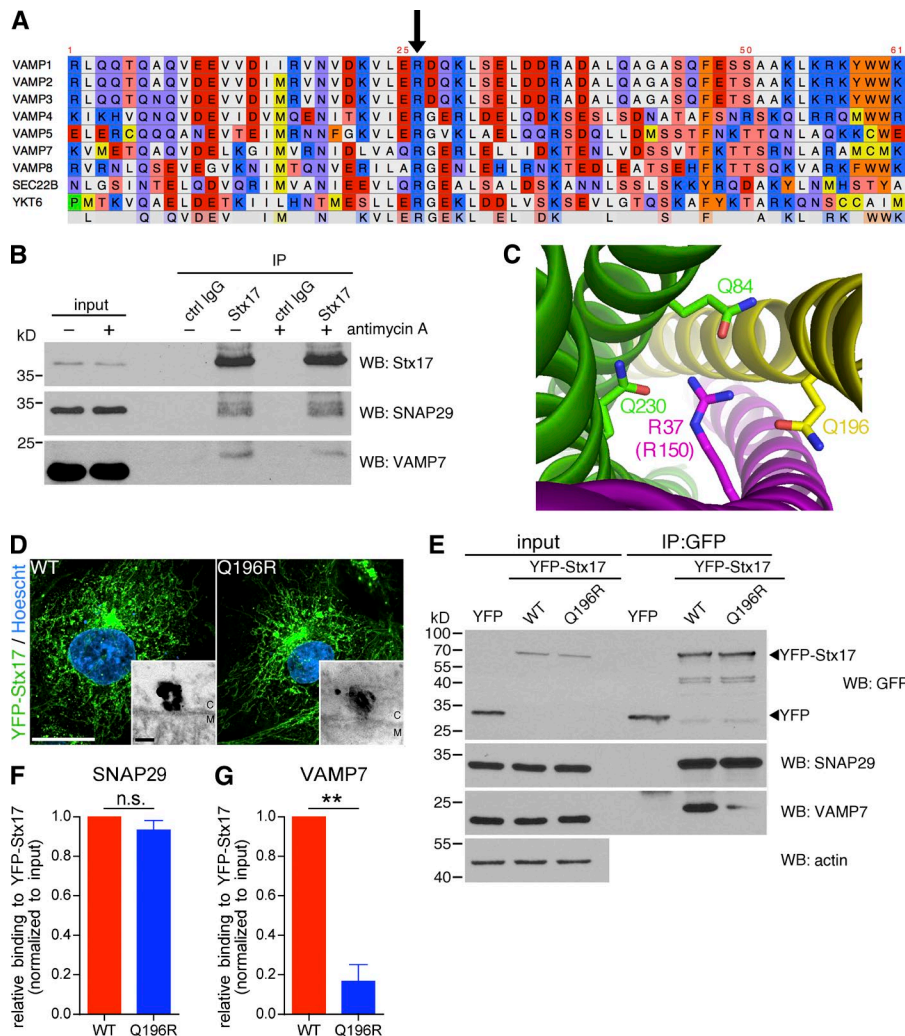 A
1 25 50 61
VAMP1 R L Q Q T Q A Q V E E V V D I I R V N V D K V L E R D Q K L S E L D D R A D A L Q A G A S Q F E S S A A K L K R K Y W W K
VAMP2 R L Q Q T Q A Q V D E V V D I M R V N V D K V L E R D Q K L S E L D D R A D A L Q A G A S Q F E T S A A K L K R K Y W W K
VAMP3 R L Q Q T Q N Q V D E V V D I M R V N V D K V L E R D Q K L S E L D D R A D A L Q A G A S Q F E T S A A K L K R K Y W W K
VAMP4 K I K H V Q N Q V D E V I D V M Q E N I T K V I E R G E R L D E L Q D K S E S L S D N A T A F S N R S K Q L R R Q M W W R
VAMP5 E L E R C Q Q Q A N E V T E I M R N N F G K V L E R G V K L A E L Q Q R S D Q L L D M S S T F N K T T Q N L A Q K K C W E
VAMP7 K V M E T Q A Q V D E L K G I M V R N I D L V A Q R G E R L E L L I D K T E N L V D S S V T F K T T S R N L A R A M C M K
VAMP8 R V R N L Q S E V E G V K N I M T Q N V E R I L A R G E N L E H L R N K T E D L E A T S E H F K T T S Q K V A R K F W W K
SEC22B N L G S I N T E L Q D V Q R I M V A N I E E V L Q R G E A L S A L D S K A N N L S S L S K K Y R Q D A K Y L N M H S T Y A
YKT6 P M T K V Q A E L D E T K I I L H N T M E S L L E R G E K L D D L V S K S E V L G T Q S K A F Y K T A R K Q N S C C A I M
L Q Q V D E V I M N K V L E R G E K L E L D K L S F A K L R K W W K
B
IP
input
ctrl IgG Stx17 ctrl IgG Stx17
kD − + − − + + antimycin A
35 WB: Stx17
35 WB: SNAP29
25 WB: VAMP7
C
Q84
Q230
R37
(R150)
Q196
D
YFP-Stx17 / Hoescht
WT
Q196R
C
M
C
M
E
input IP:GFP
YFP-Stx17 YFP-Stx17
kD YFP WT Q196R YFP WT Q196R
100
70
55
40
35
25
YFP-Stx17
WB: GFP
YFP
35
25
WB: SNAP29
25
15
WB: VAMP7
55
40
WB: actin
F
SNAP29
n.s.
relative binding to YFP-Stx17
(normalized to input)
1.0
0.8
0.6
0.4
0.2
0.0
WT Q196R
G
VAMP7
**
relative binding to YFP-Stx17
(normalized to input)
1.0
0.8
0.6
0.4
0.2
0.0
WT Q196R